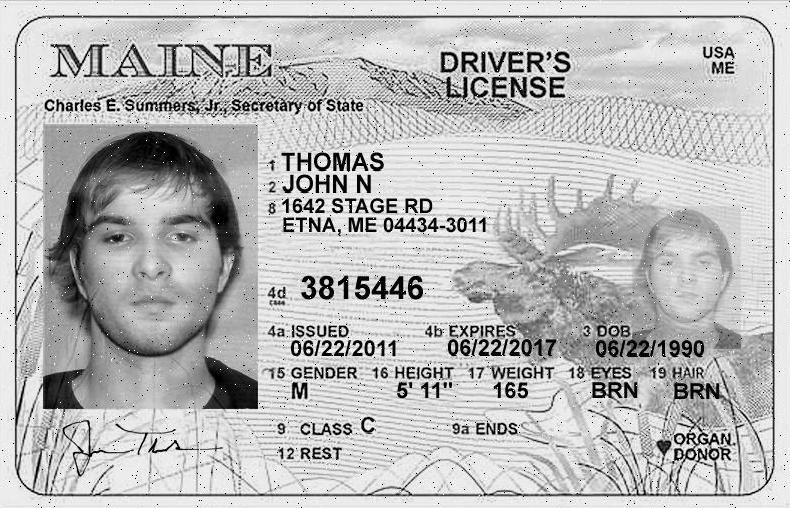 MAINE
DRIVER'S LICENSE
USA ME
Charles E. Summers, Jr., Secretary of State
1 THOMAS
2 JOHN N
8 1642 STAGE RD
ETNA, ME 04434-3011
4d 3815446
4a ISSUED 4b EXPIRES 3 DOB
06/22/2011 06/22/2017 06/22/1990
15 GENDER 16 HEIGHT 17 WEIGHT 18 EYES 19 HAIR
M 5' 11" 165 BRN BRN
9 CLASS C 9a ENDS
12 REST
ORGAN DONOR